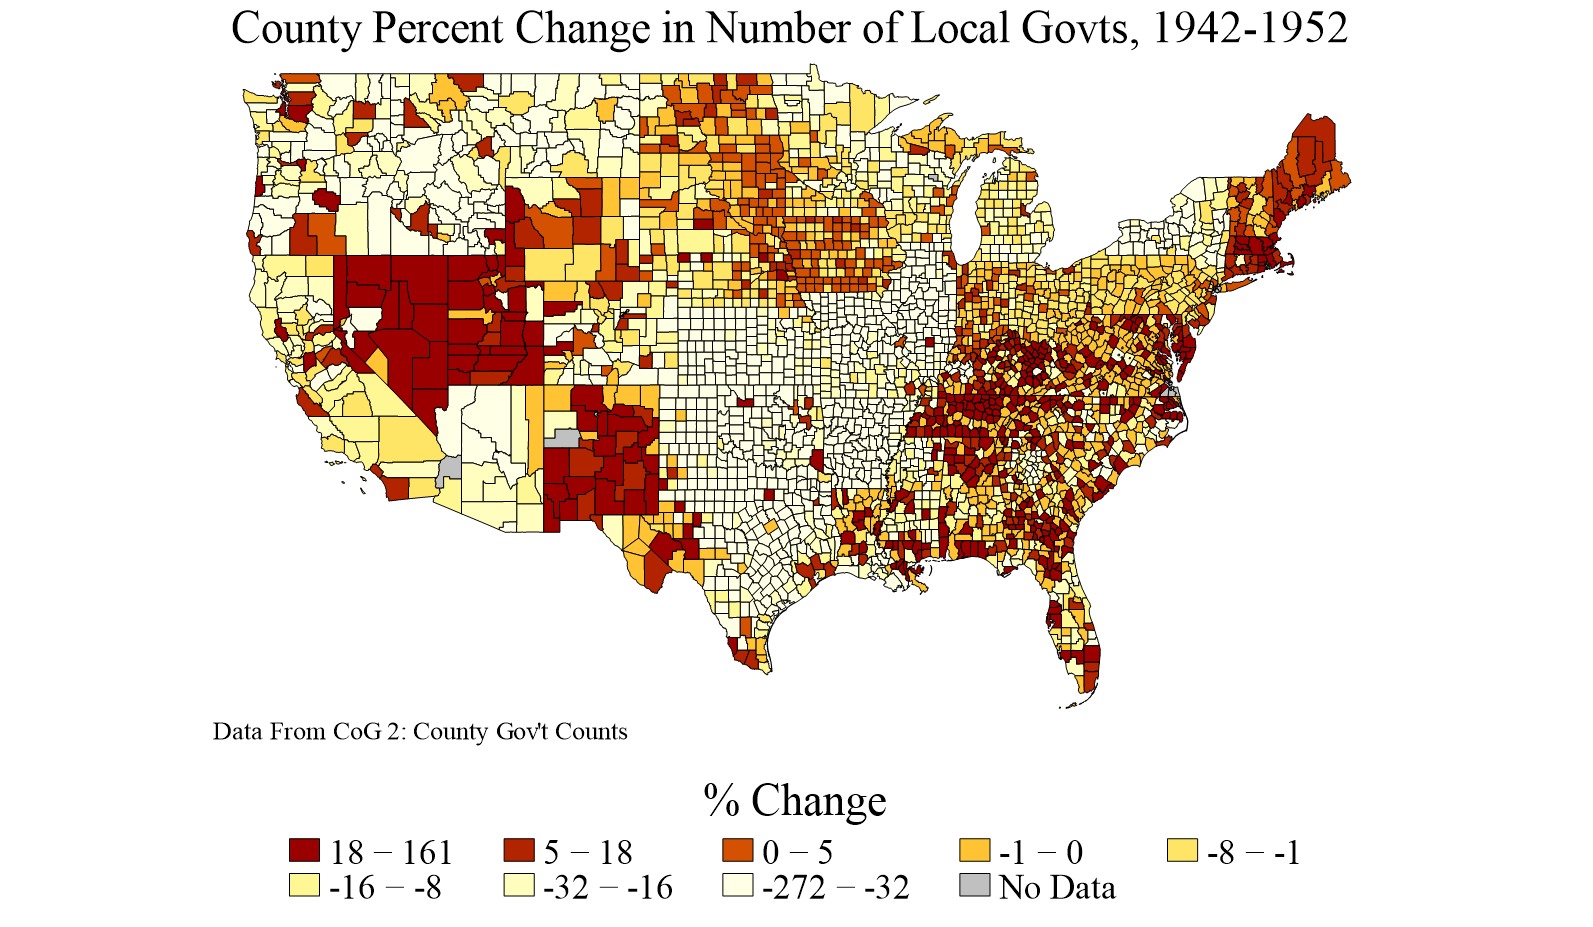 County Percent Change in Number of Local Govts, 1942-1952
Data From CoG 2: County Gov't Counts
% Change
18 − 161 5 − 18 0 − 5 -1 − 0 -8 − -1
-16 − -8 -32 − -16 -272 − -32 No Data